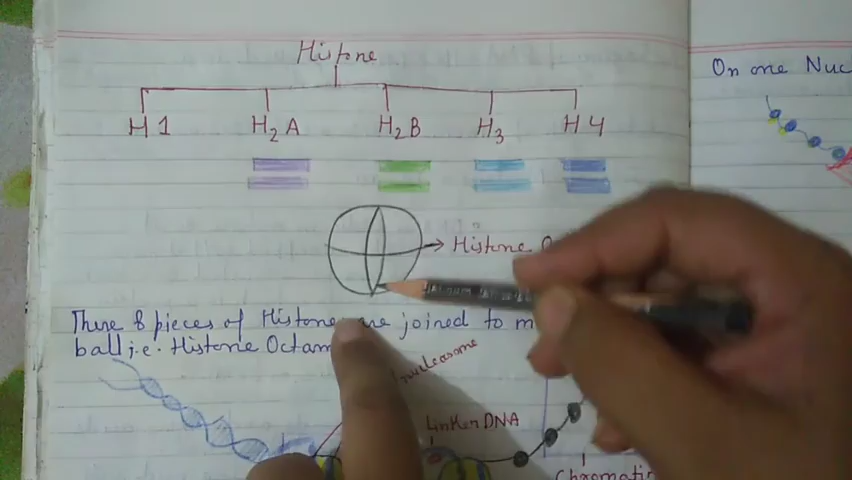 Histone
On one Nuc
H1 H2A H2B H3 H4
Histone O
These 8 pieces of Histone are joined to m
ball i.e. Histone Octam
nucleosome
Linker DNA
Chromatin